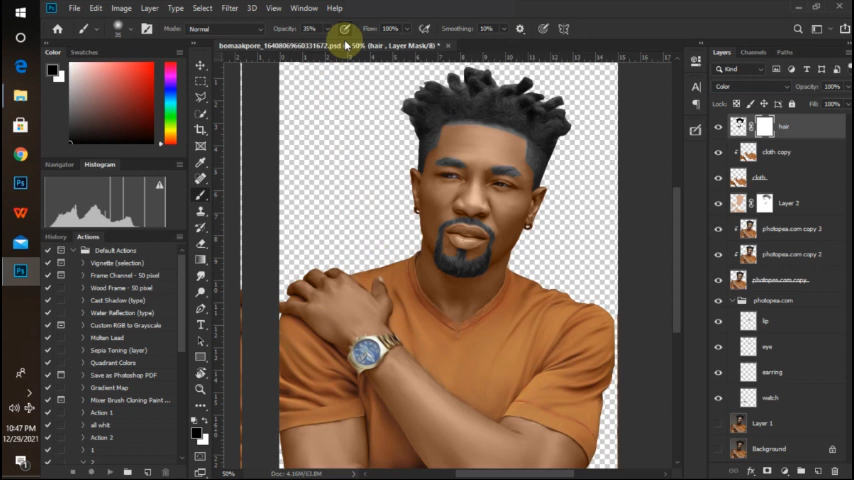 File Edit Image Layer Type Select Filter 3D View Window Help
Mode: Normal Opacity: 35% Flow: 100% Smoothing: 10%
Color Swatches
bomaakpore_16408069660331672.psd @ 50% (hair , Layer Mask/8) *
Layers Channels Paths
Kind
Color Opacity: 100%
Lock: Fill: 100%
hair
cloth copy
cloth..
Layer 2
photopea.com copy 3
photopea.com copy 2
photopea.com copy..
photopea.com
lip
eye
earring
watch
Layer 1
Background
Navigator Histogram
History Actions
Default Actions
Vignette (selection)
Frame Channel - 50 pixel
Wood Frame - 50 pixel
Cast Shadow (type)
Water Reflection (type)
Custom RGB to Grayscale
Molten Lead
Sepia Toning (layer)
Quadrant Colors
Save as Photoshop PDF
Gradient Map
Mixer Brush Cloning Paint ...
Action 1
all whit
Action 2
1
50% Doc: 4.16M/63.8M
10:47 PM
12/29/2021